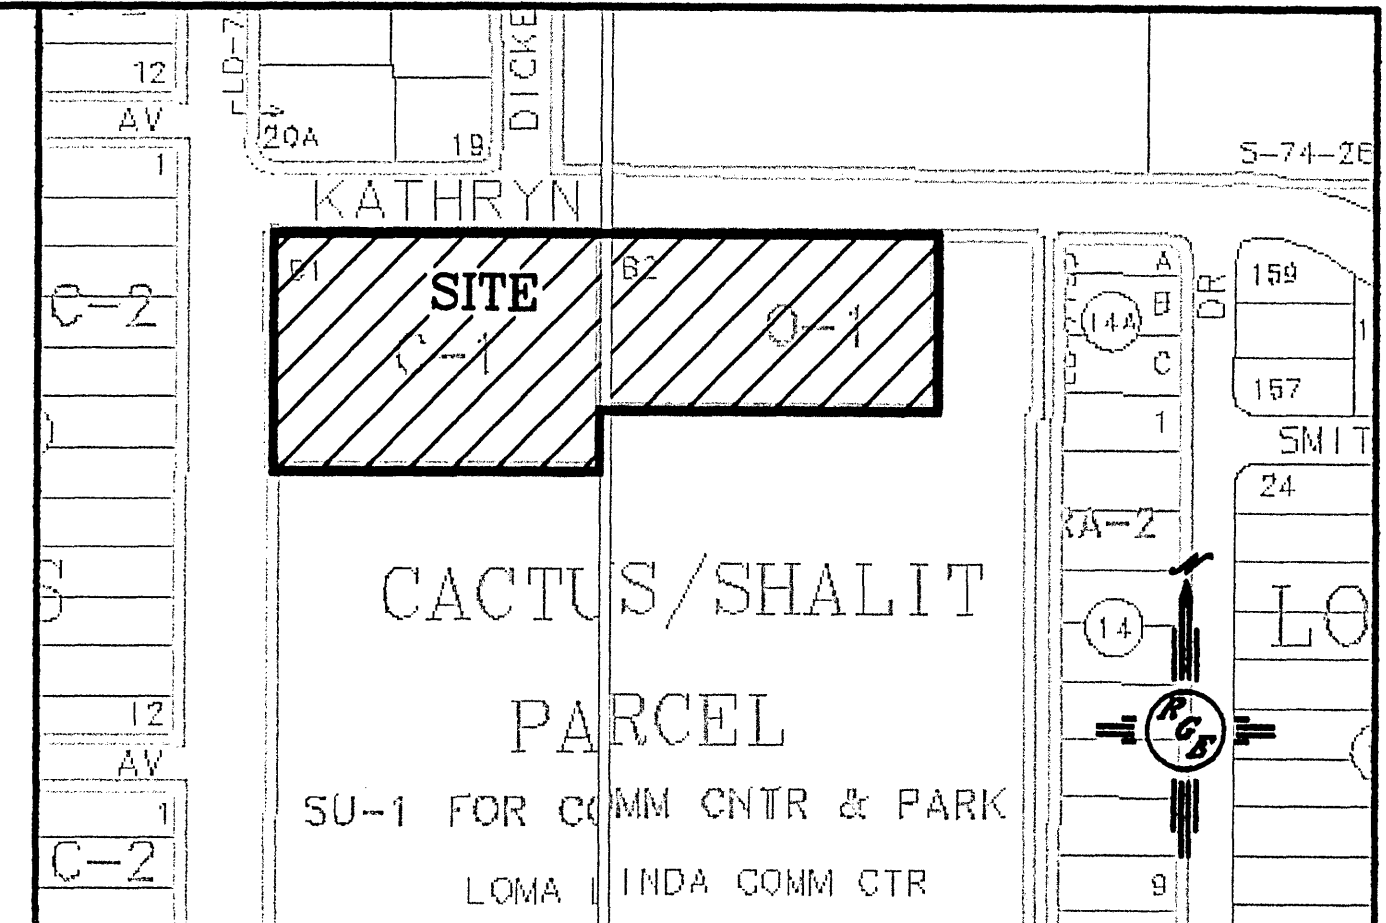 12
AV
20A
19
DICKE
S-74-26
1
KATHRYN
B1
B2
SITE
C-1
O-1
C-2
A
B
C
14A
DR
159
157
1
SMIT
24
RA-2
CACTUS/SHALIT
14
LO
PARCEL
RGE
12
AV
SU-1 FOR COMM CNTR & PARK
1
C-2
LOMA LINDA COMM CTR
9
N